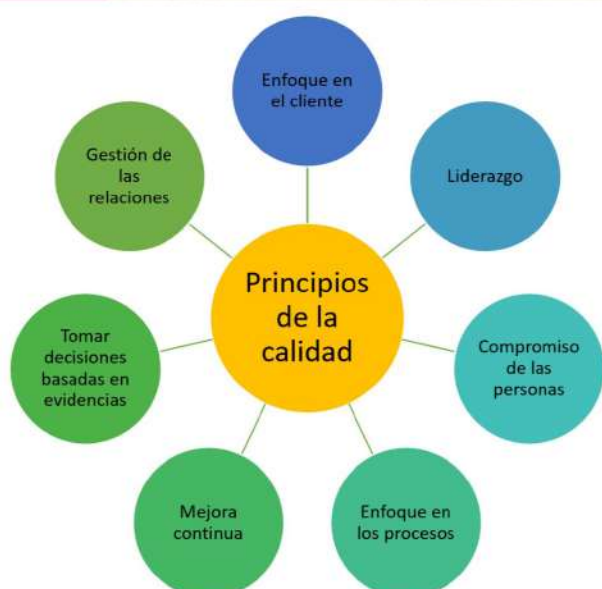 Enfoque en
el cliente
Liderazgo
Compromiso
de las
personas
Enfoque en
los procesos
Mejora
continua
Tomar
decisiones
basadas en
evidencias
Gestión de
las
relaciones
Principios
de la
calidad